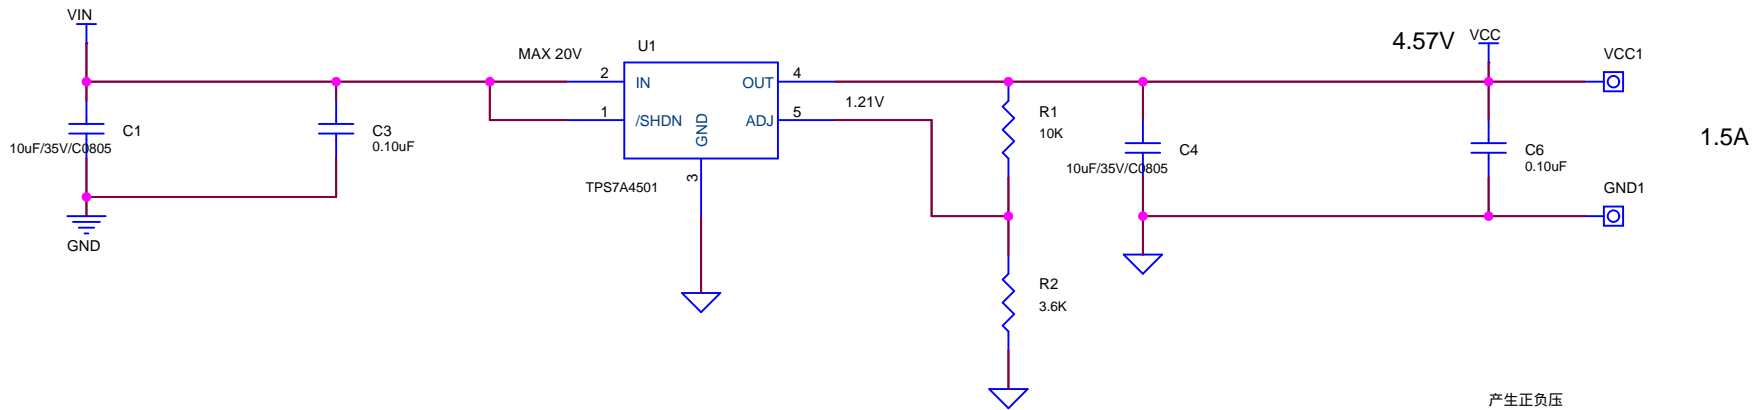 VIN
MAX 20V
U1
4.57V
VCC
VCC1
2
IN
OUT
4
1
/SHDN
GND
ADJ
5
1.21V
3
TPS7A4501
C1
10uF/35V/C0805
C3
0.10uF
GND
R1
10K
C4
10uF/35V/C0805
C6
0.10uF
1.5A
GND1
R2
3.6K
产生正负压